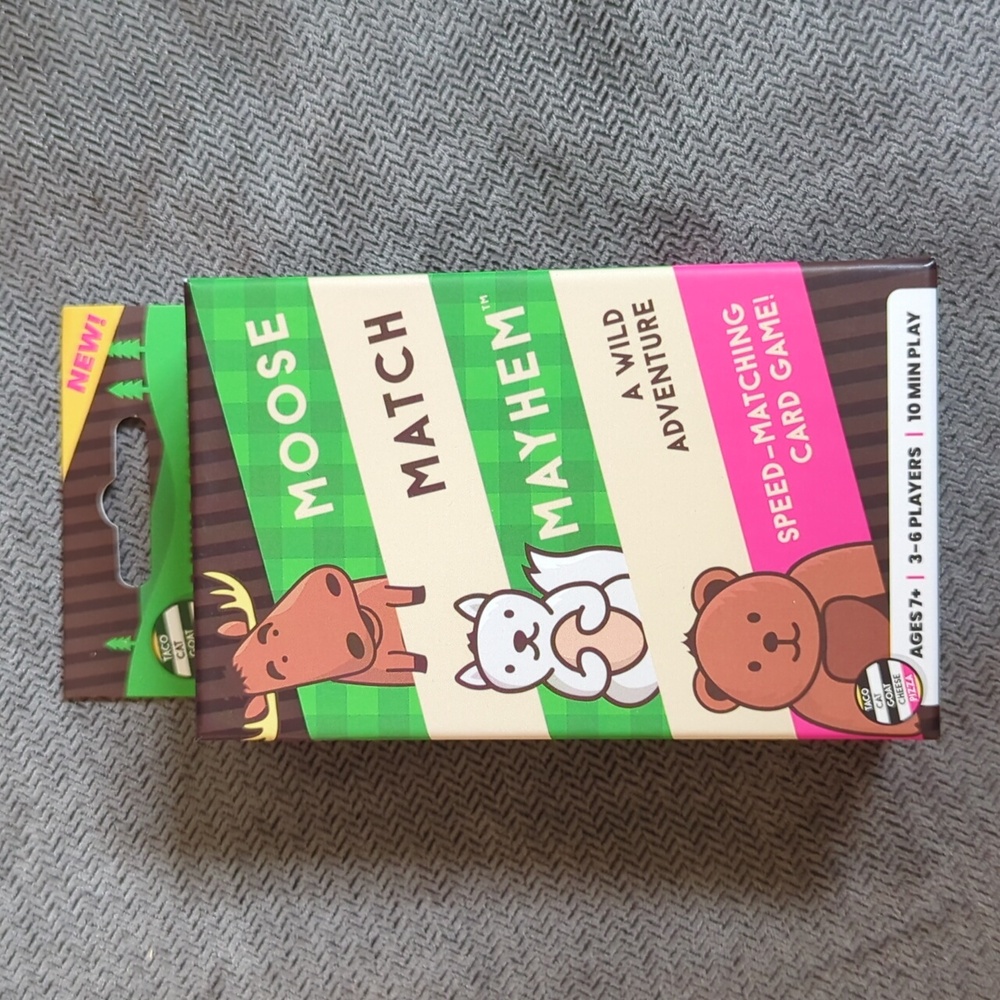 NEW!
TACO
CAT
GOAT
MOOSE
MATCH
MAYHEM™
A WILD
ADVENTURE
SPEED-MATCHING
CARD GAME!
TACO
CAT
GOAT
CHEESE
PIZZA
AGES 7+ | 3-6 PLAYERS | 10 MIN PLAY